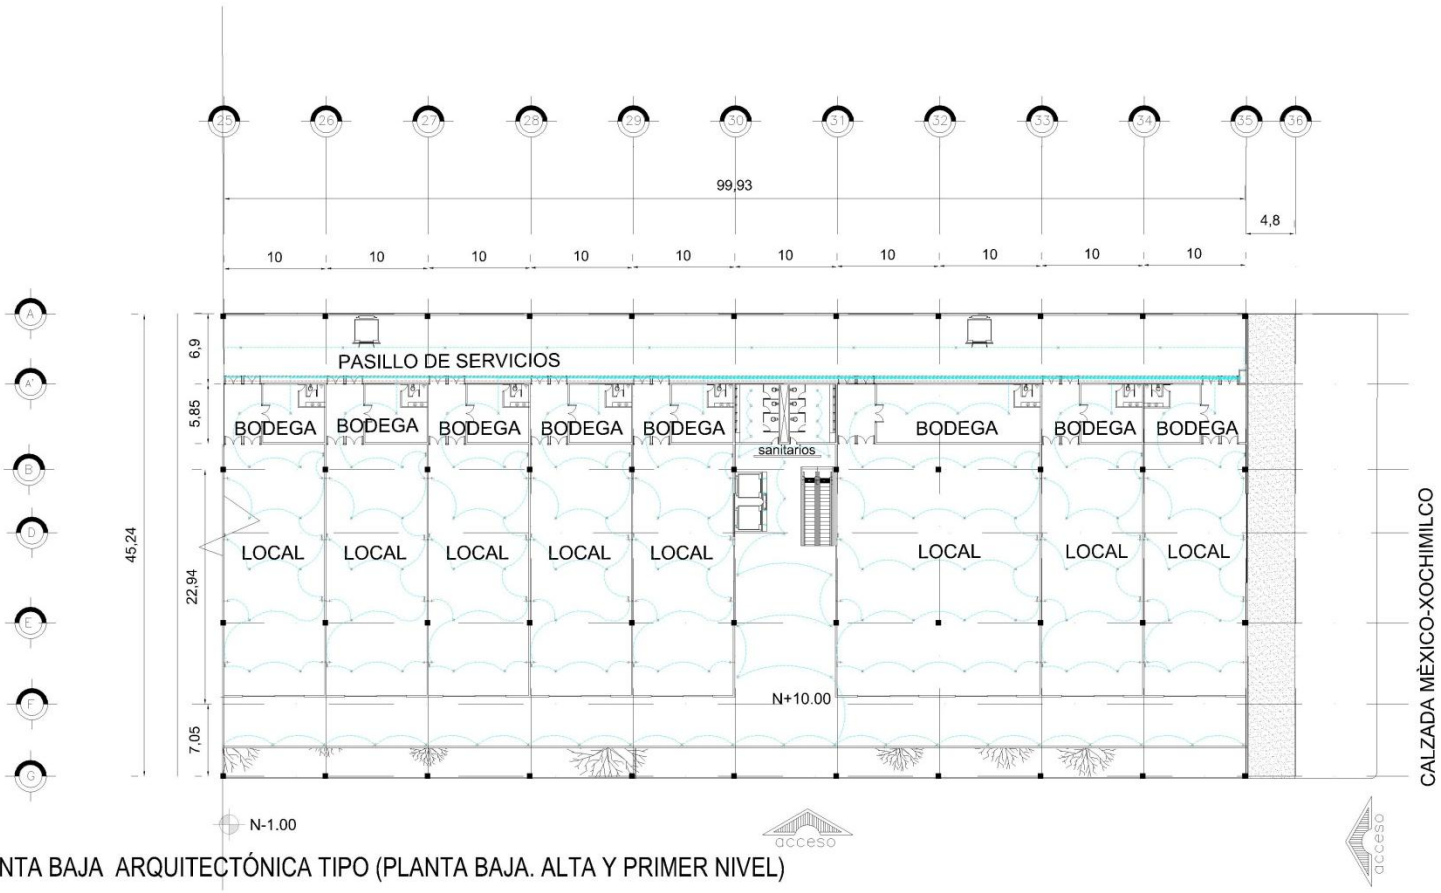 25 26 27 28 29 30 31 32 33 34 35 36
99,93
4,8
10 10 10 10 10 10 10 10 10 10
A
6,9
PASILLO DE SERVICIOS
A'
5,85
BODEGA BODEGA BODEGA BODEGA BODEGA BODEGA BODEGA BODEGA
sanitarios
B
D
45,24
LOCAL LOCAL LOCAL LOCAL LOCAL LOCAL LOCAL LOCAL
22,94
E
CALZADA MÈXICO-XOCHIMILCO
F
N+10.00
7,05
G
N-1.00
acceso
acceso
NTA BAJA ARQUITECTÓNICA TIPO (PLANTA BAJA. ALTA Y PRIMER NIVEL)